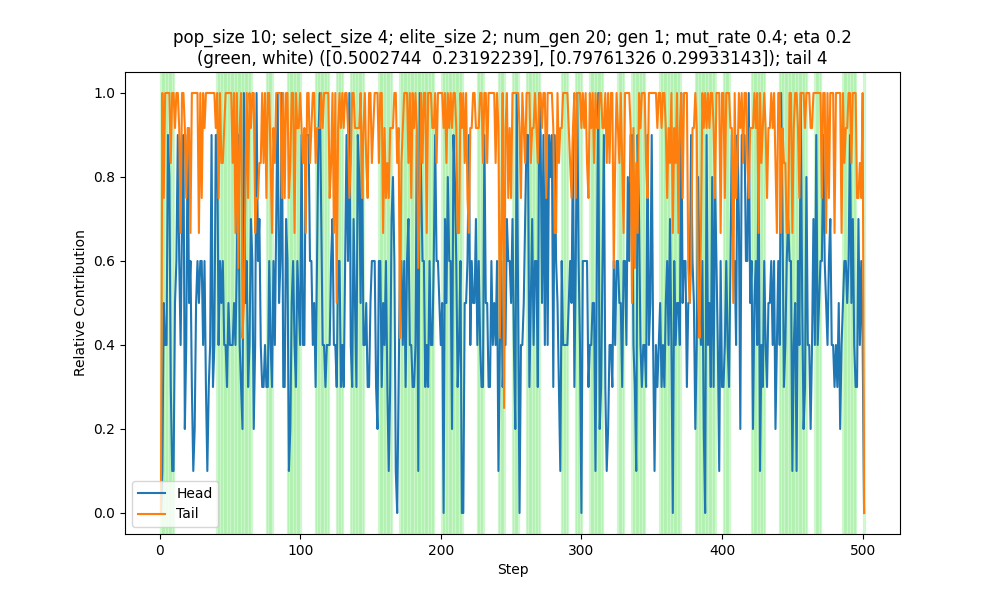 pop_size 10; select_size 4; elite_size 2; num_gen 20; gen 1; mut_rate 0.4; eta 0.2
(green, white) ([0.5002744  0.23192239], [0.79761326 0.29933143]); tail 4
1.0
0.8
0.6
0.4
0.2
0.0
Relative Contribution
Head
Tail
0
100
200
300
400
500
Step